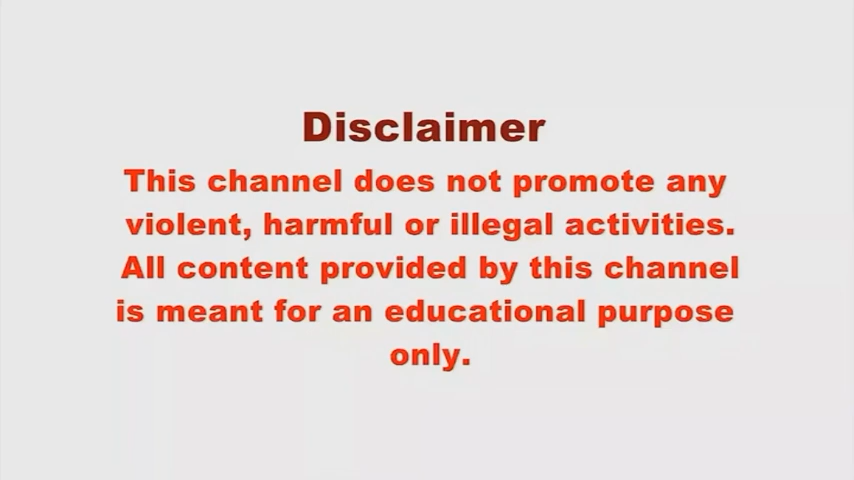 Disclaimer
This channel does not promote any
violent, harmful or illegal activities.
All content provided by this channel
is meant for an educational purpose
only.